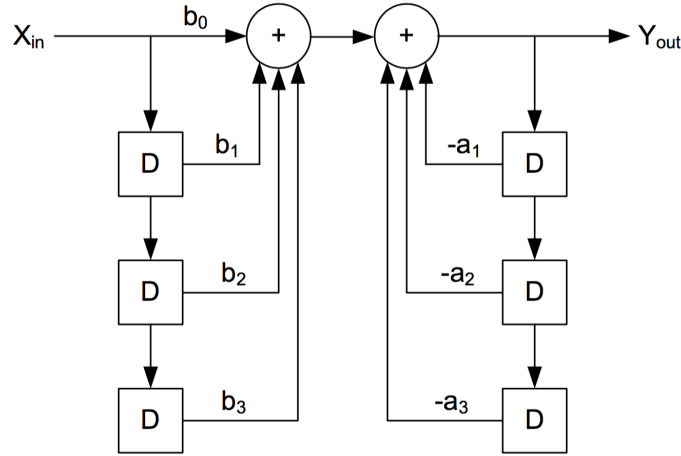 b₀
Xᵢₙ + + Yₒᵤₜ
D b₁ -a₁ D
D b₂ -a₂ D
D b₃ -a₃ D